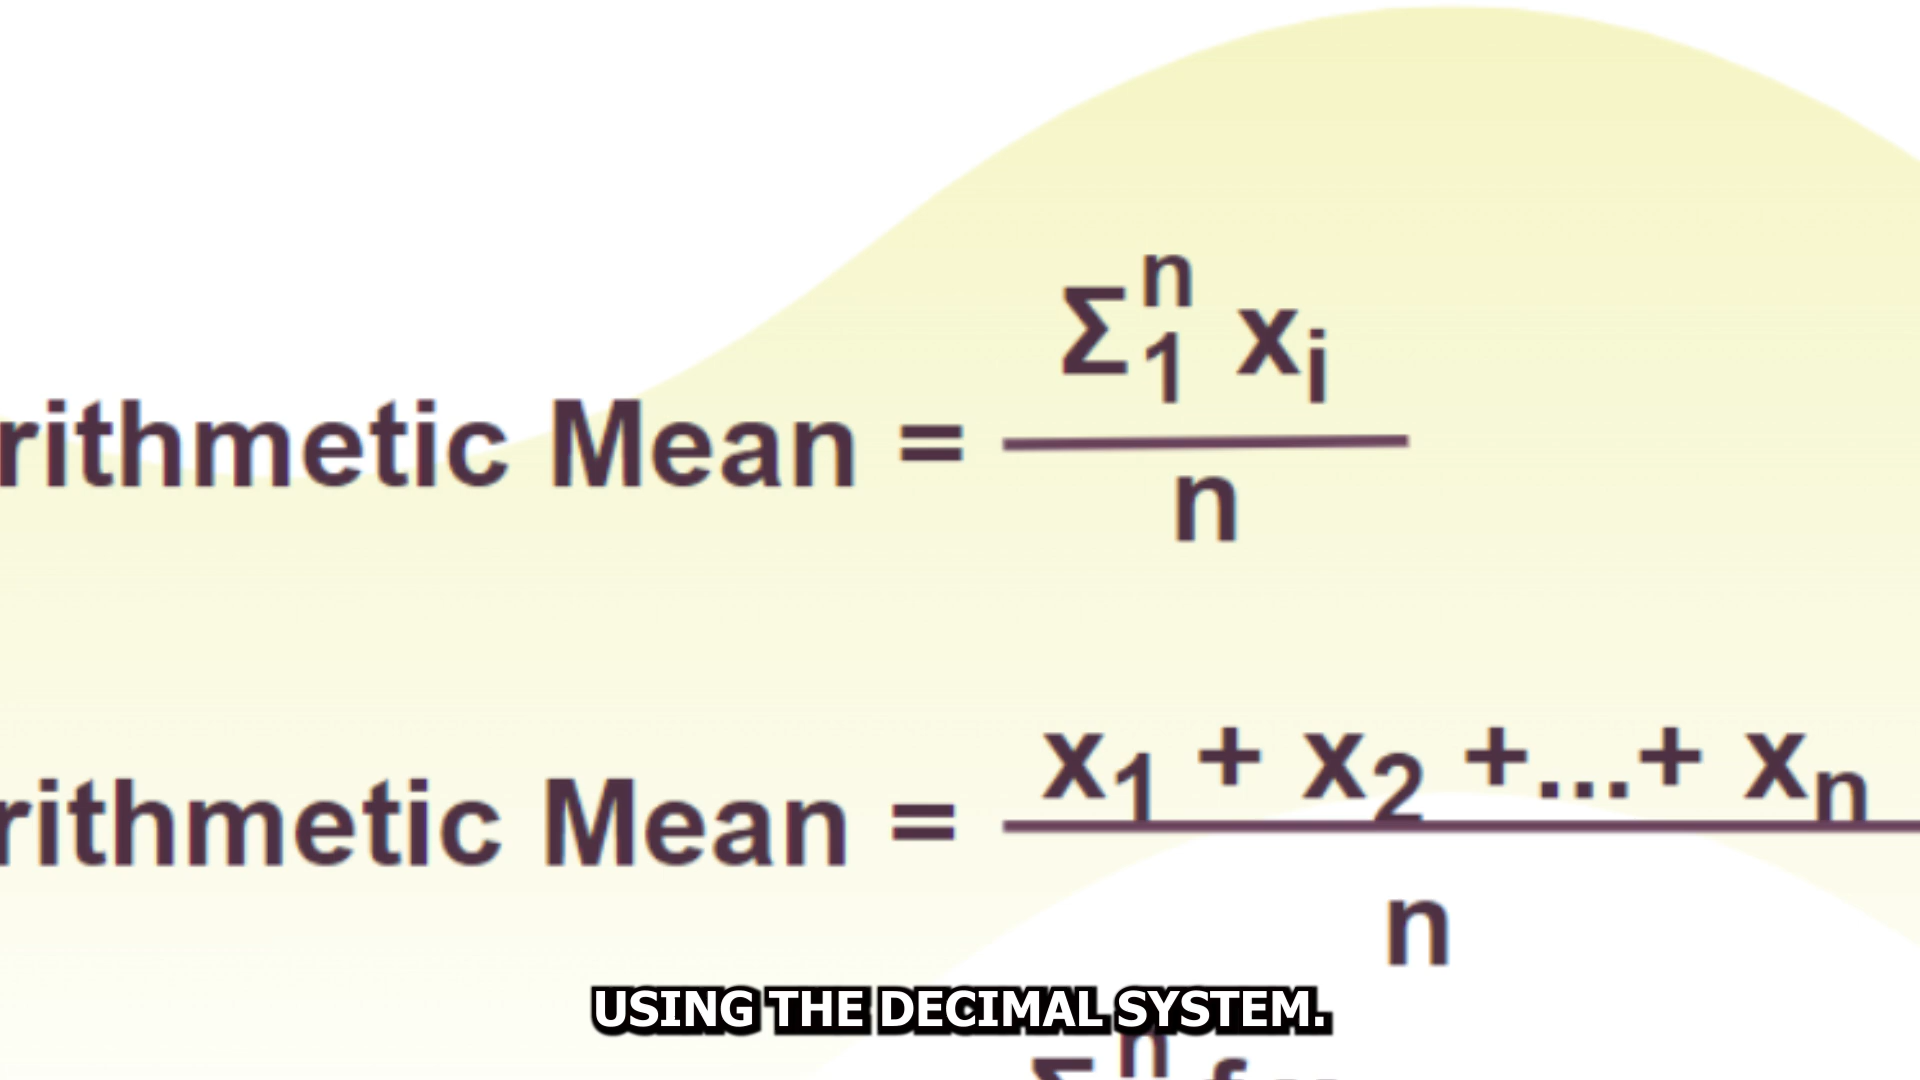 rithmetic Mean = Σ₁ⁿ xᵢ / n
rithmetic Mean = x₁ + x₂ +...+ xₙ / n
USING THE DECIMAL SYSTEM.